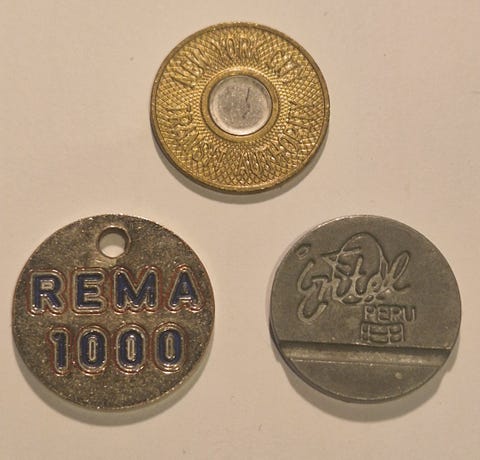 NEW YORK CITY
TRANSIT AUTHORITY
REMA
1000
Entel
PERU